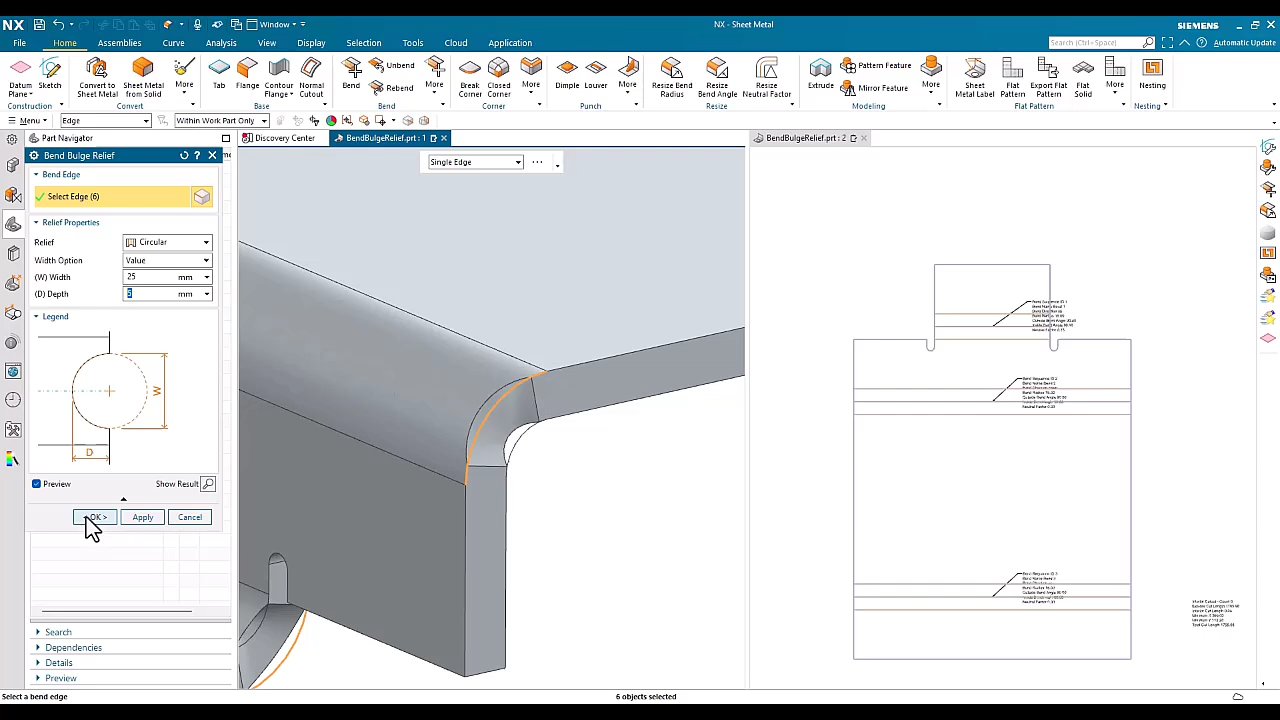 NX
Window
NX - Sheet Metal
SIEMENS
File Home Assemblies Curve Analysis View Display Selection Tools Cloud Application
Search (Ctrl+Space)
Automatic Update
Datum Plane
Sketch
Convert to Sheet Metal
Sheet Metal from Solid
More
Tab
Flange
Contour Flange
Normal Cutout
Bend
Unbend
Rebend
More
Break Corner
Closed Corner
More
Dimple
Louver
More
Resize Bend Radius
Resize Bend Angle
Resize Neutral Factor
Extrude
Pattern Feature
Mirror Feature
More
Sheet Metal Label
Flat Pattern
Export Flat Pattern
Flat Solid
More
Nesting
Construction Convert Base Bend Corner Punch Resize Modeling Flat Pattern Nesting
Menu
Edge
Within Work Part Only
Part Navigator
Discovery Center
BendBulgeRelief.prt : 1
BendBulgeRelief.prt : 2
Bend Bulge Relief
Single Edge
Bend Edge
Select Edge (6)
Relief Properties
Relief
Circular
Width Option
Value
(W) Width
25
mm
(D) Depth
5
mm
Legend
W
D
Preview
Show Result
OK >
Apply
Cancel
Search
Dependencies
Details
Preview
Select a bend edge
6 objects selected